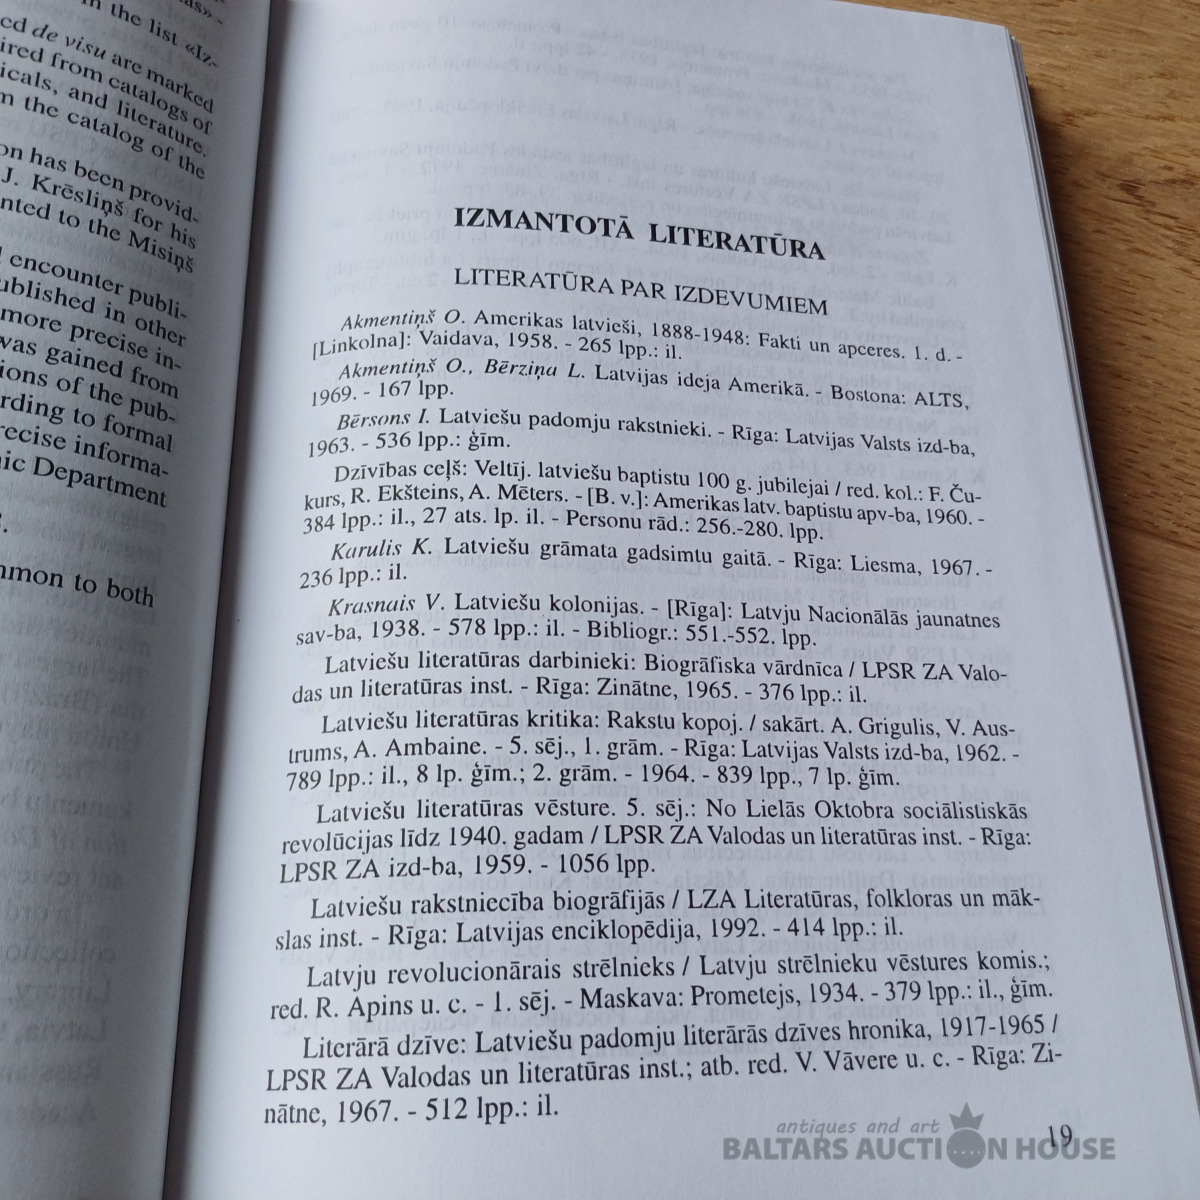 in the list «Iz-
ed de visu are marked
ired from catalogs of
icals, and literature.
m the catalog of the
on has been provid-
J. Krēsliņš for his
nted to the Misiņš
encounter publi-
ublished in other
more precise in-
was gained from
ions of the pub-
rding to formal
recise informa-
ic Department
mmon to both
IZMANTOTĀ LITERATŪRA
LITERATŪRA PAR IZDEVUMIEM
Akmentiņš O. Amerikas latvieši, 1888-1948: Fakti un apceres. 1. d. -
[Linkolna]: Vaidava, 1958. - 265 lpp.: il.
Akmentiņš O., Bērziņa L. Latvijas ideja Amerikā. - Bostona: ALTS,
1969. - 167 lpp.
Bērsons I. Latviešu padomju rakstnieki. - Rīga: Latvijas Valsts izd-ba,
1963. - 536 lpp.: ģīm.
Dzīvības ceļš: Veltīj. latviešu baptistu 100 g. jubilejai / red. kol.: F. Ču-
kurs, R. Ekšteins, A. Mēters. - [B. v.]: Amerikas latv. baptistu apv-ba, 1960. -
384 lpp.: il., 27 ats. lp. il. - Personu rād.: 256.-280. lpp.
Karulis K. Latviešu grāmata gadsimtu gaitā. - Rīga: Liesma, 1967. -
236 lpp.: il.
Krasnais V. Latviešu kolonijas. - [Rīga]: Latvju Nacionālās jaunatnes
sav-ba, 1938. - 578 lpp.: il. - Bibliogr.: 551.-552. lpp.
Latviešu literatūras darbinieki: Biogrāfiska vārdnīca / LPSR ZA Valo-
das un literatūras inst. - Rīga: Zinātne, 1965. - 376 lpp.: il.
Latviešu literatūras kritika: Rakstu kopoj. / sakārt. A. Grigulis, V. Aus-
trums, A. Ambaine. - 5. sēj., 1. grām. - Rīga: Latvijas Valsts izd-ba, 1962. -
789 lpp.: il., 8 lp. ģīm.; 2. grām. - 1964. - 839 lpp., 7 lp. ģīm.
Latviešu literatūras vēsture. 5. sēj.: No Lielās Oktobra sociālistiskās
revolūcijas līdz 1940. gadam / LPSR ZA Valodas un literatūras inst. - Rīga:
LPSR ZA izd-ba, 1959. - 1056 lpp.
Latviešu rakstniecība biogrāfijās / LZA Literatūras, folkloras un māk-
slas inst. - Rīga: Latvijas enciklopēdija, 1992. - 414 lpp.: il.
Latvju revolucionārais strēlnieks / Latvju strēlnieku vēstures komis.;
red. R. Apins u. c. - 1. sēj. - Maskava: Prometejs, 1934. - 379 lpp.: il., ģīm.
Literārā dzīve: Latviešu padomju literārās dzīves hronika, 1917-1965 /
LPSR ZA Valodas un literatūras inst.; atb. red. V. Vāvere u. c. - Rīga: Zi-
nātne, 1967. - 512 lpp.: il.
19
antiques and art
BALTARS AUCTION HOUSE